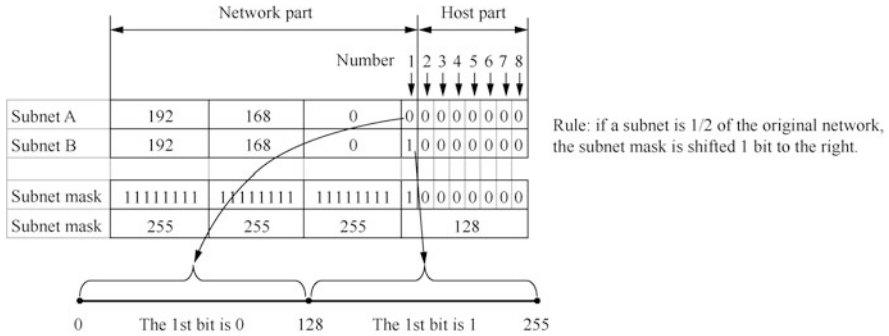 Network part Host part
Number 1 2 3 4 5 6 7 8
Subnet A 192 168 0 0 0 0 0 0 0 0 0
Subnet B 192 168 0 1 0 0 0 0 0 0 0
Rule: if a subnet is 1/2 of the original network,
the subnet mask is shifted 1 bit to the right.
Subnet mask 11111111 11111111 11111111 1 0 0 0 0 0 0 0
Subnet mask 255 255 255 128
0 The 1st bit is 0 128 The 1st bit is 1 255